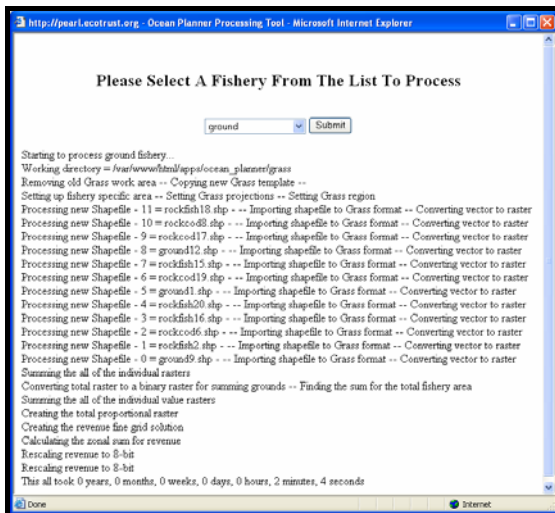 http://pearl.ecotrust.org - Ocean Planner Processing Tool - Microsoft Internet Explorer
Please Select A Fishery From The List To Process
ground Submit
Starting to process ground fishery...
Working directory = /var/www/html/apps/ocean_planner/grass
Removing old Grass work area -- Copying new Grass template --
Setting up fishery specific area -- Setting Grass projections -- Setting Grass region
Processing new Shapefile - 11 = rockfish18.shp - -- Importing shapefile to Grass format -- Converting vector to raster
Processing new Shapefile - 10 = rockcod8.shp - -- Importing shapefile to Grass format -- Converting vector to raster
Processing new Shapefile - 9 = rockcod17.shp - -- Importing shapefile to Grass format -- Converting vector to raster
Processing new Shapefile - 8 = ground12.shp - -- Importing shapefile to Grass format -- Converting vector to raster
Processing new Shapefile - 7 = rockfish15.shp - -- Importing shapefile to Grass format -- Converting vector to raster
Processing new Shapefile - 6 = rockcod19.shp - -- Importing shapefile to Grass format -- Converting vector to raster
Processing new Shapefile - 5 = ground1.shp - -- Importing shapefile to Grass format -- Converting vector to raster
Processing new Shapefile - 4 = rockfish20.shp - -- Importing shapefile to Grass format -- Converting vector to raster
Processing new Shapefile - 3 = rockfish16.shp - -- Importing shapefile to Grass format -- Converting vector to raster
Processing new Shapefile - 2 = rockcod6.shp - -- Importing shapefile to Grass format -- Converting vector to raster
Processing new Shapefile - 1 = rockfish2.shp - -- Importing shapefile to Grass format -- Converting vector to raster
Processing new Shapefile - 0 = ground9.shp - -- Importing shapefile to Grass format -- Converting vector to raster
Summing the all of the individual rasters
Converting total raster to a binary raster for summing grounds -- Finding the sum for the total fishery area
Summing the all of the individual value rasters
Creating the total proportional raster
Creating the revenue fine grid solution
Calculating the zonal sum for revenue
Rescaling revenue to 8-bit
Rescaling revenue to 8-bit
This all took 0 years, 0 months, 0 weeks, 0 days, 0 hours, 2 minutes, 4 seconds
Done Internet